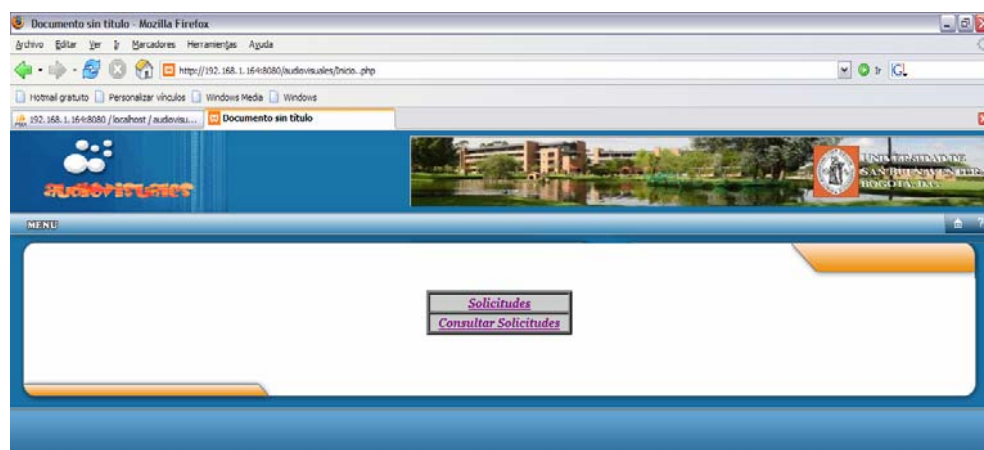 Documento sin título - Mozilla Firefox
Archivo Editar Ver Ir Marcadores Herramientas Ayuda
http://192.168.1.164:8080/audiovisuales/Inicio..php
Ir
Hotmail gratuito Personalizar vínculos Windows Media Windows
192.168.1.164:8080 / localhost / audiovisu... Documento sin título
audiovisuales
UNIVERSIDAD DE
SAN BUENAVENTUR
BOGOTÁ, D.C.
MENU
?
Solicitudes
Consultar Solicitudes